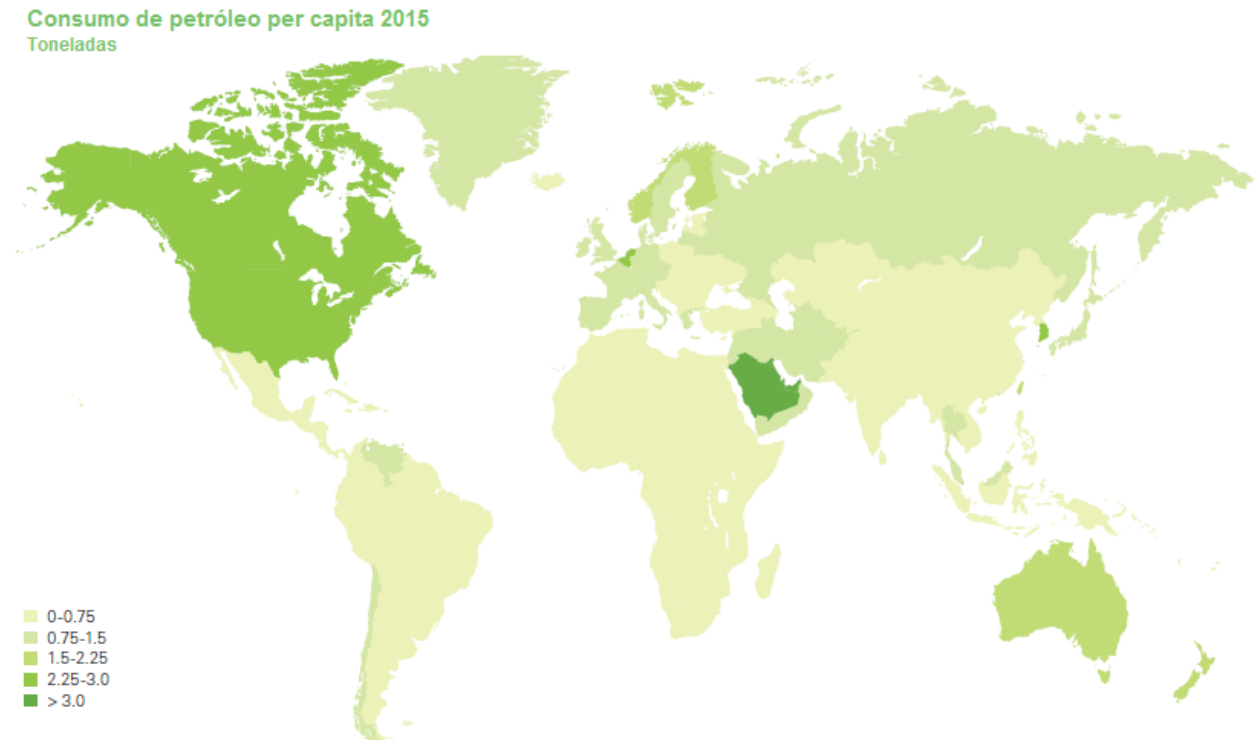 Consumo de petróleo per capita 2015
Toneladas
0-0.75
0.75-1.5
1.5-2.25
2.25-3.0
> 3.0